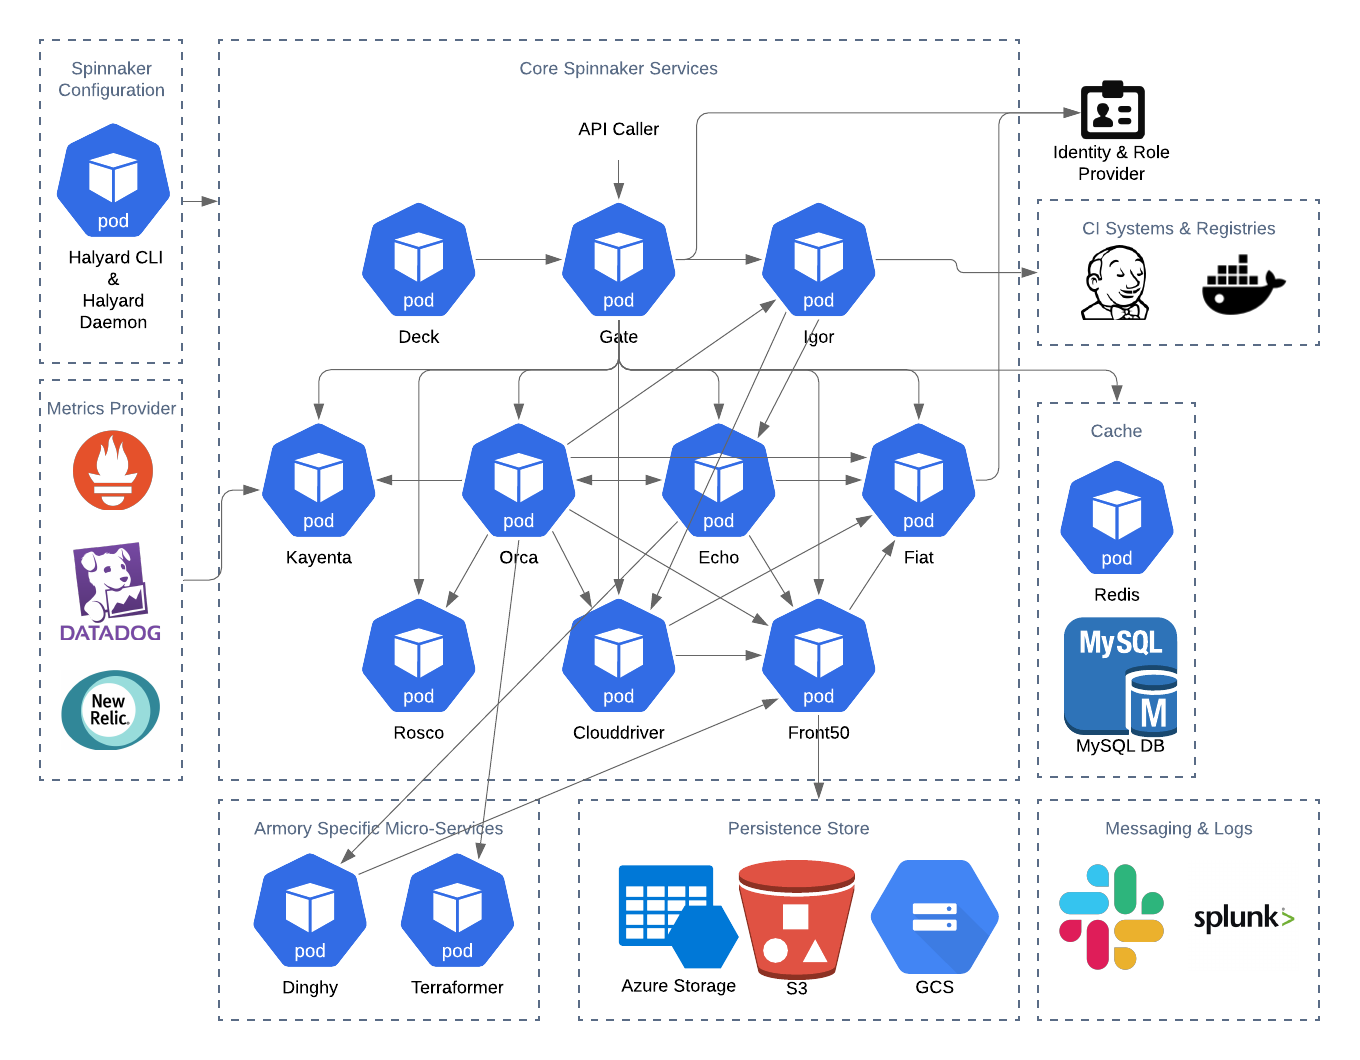 Spinnaker
Configuration
pod
Halyard CLI
&
Halyard
Daemon
Core Spinnaker Services
API Caller
pod
Deck
pod
Gate
pod
Igor
Identity & Role
Provider
CI Systems & Registries
Metrics Provider
DATADOG
New
Relic.
pod
Kayenta
pod
Orca
pod
Echo
pod
Fiat
pod
Rosco
pod
Clouddriver
pod
Front50
Cache
pod
Redis
MySQL
M
MySQL DB
Armory Specific Micro-Services
pod
Dinghy
pod
Terraformer
Persistence Store
Azure Storage
S3
GCS
Messaging & Logs
splunk>